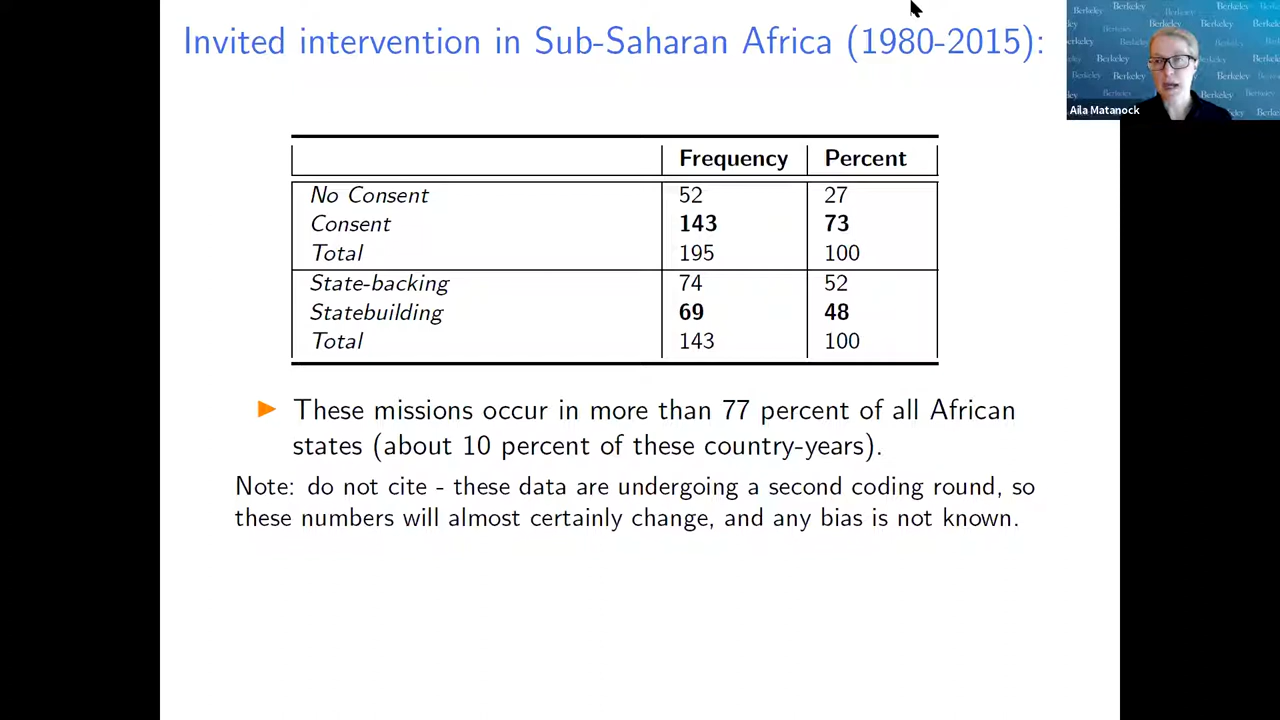 Invited intervention in Sub-Saharan Africa (1980-2015):
Frequency Percent
No Consent 52 27
Consent 143 73
Total 195 100
State-backing 74 52
Statebuilding 69 48
Total 143 100
These missions occur in more than 77 percent of all African
states (about 10 percent of these country-years).
Note: do not cite - these data are undergoing a second coding round, so
these numbers will almost certainly change, and any bias is not known.
Berkeley
Aila Matanock